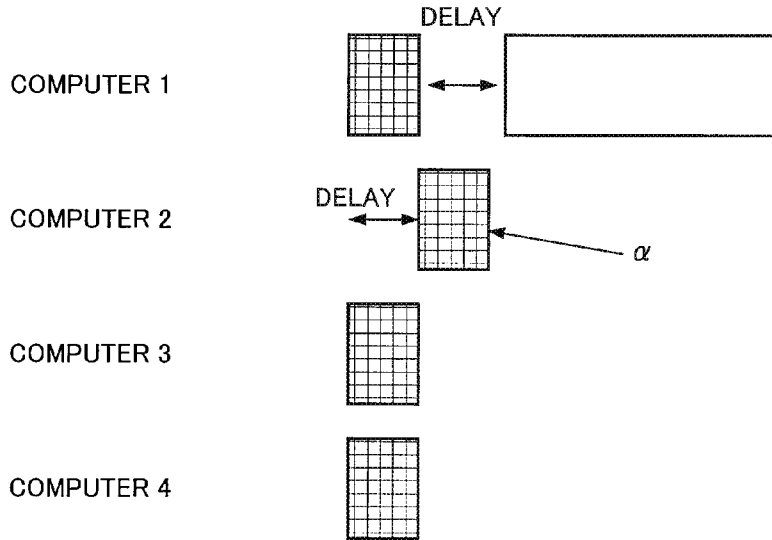 DELAY
COMPUTER 1
DELAY
COMPUTER 2
α
COMPUTER 3
COMPUTER 4